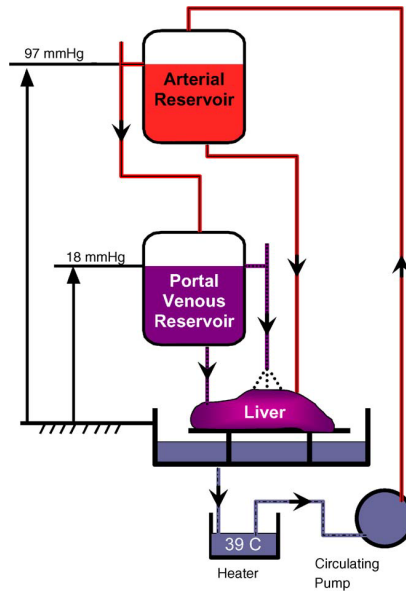 97 mmHg
Arterial
Reservoir
18 mmHg
Portal
Venous
Reservoir
Liver
39 C
Heater
Circulating
Pump